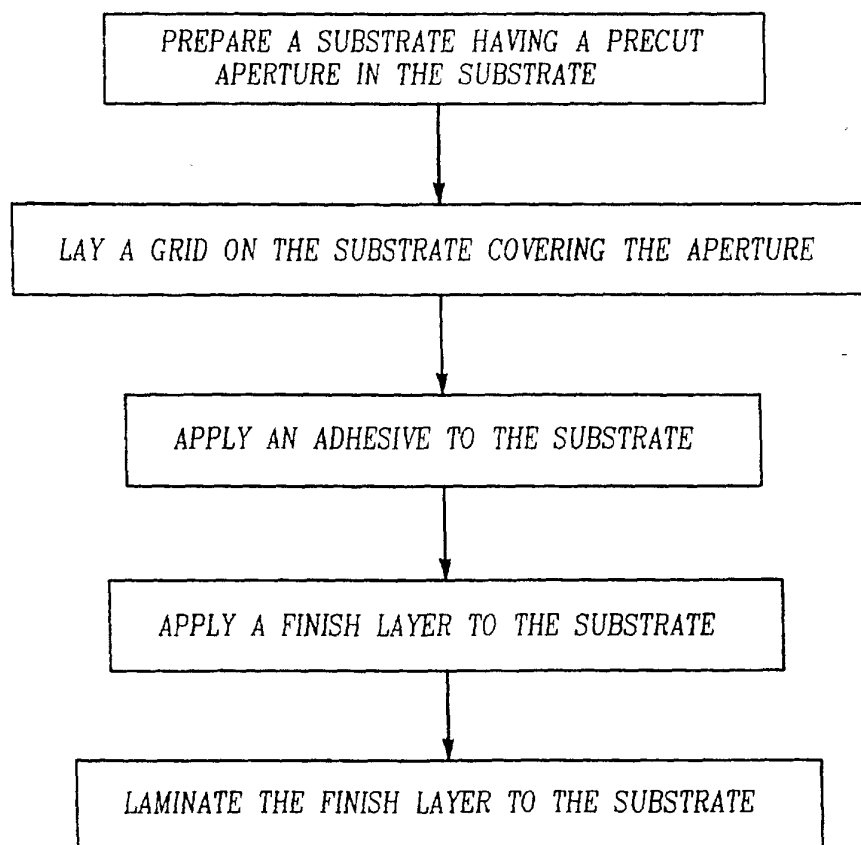 PREPARE A SUBSTRATE HAVING A PRECUT
APERTURE IN THE SUBSTRATE
LAY A GRID ON THE SUBSTRATE COVERING THE APERTURE
APPLY AN ADHESIVE TO THE SUBSTRATE
APPLY A FINISH LAYER TO THE SUBSTRATE
LAMINATE THE FINISH LAYER TO THE SUBSTRATE